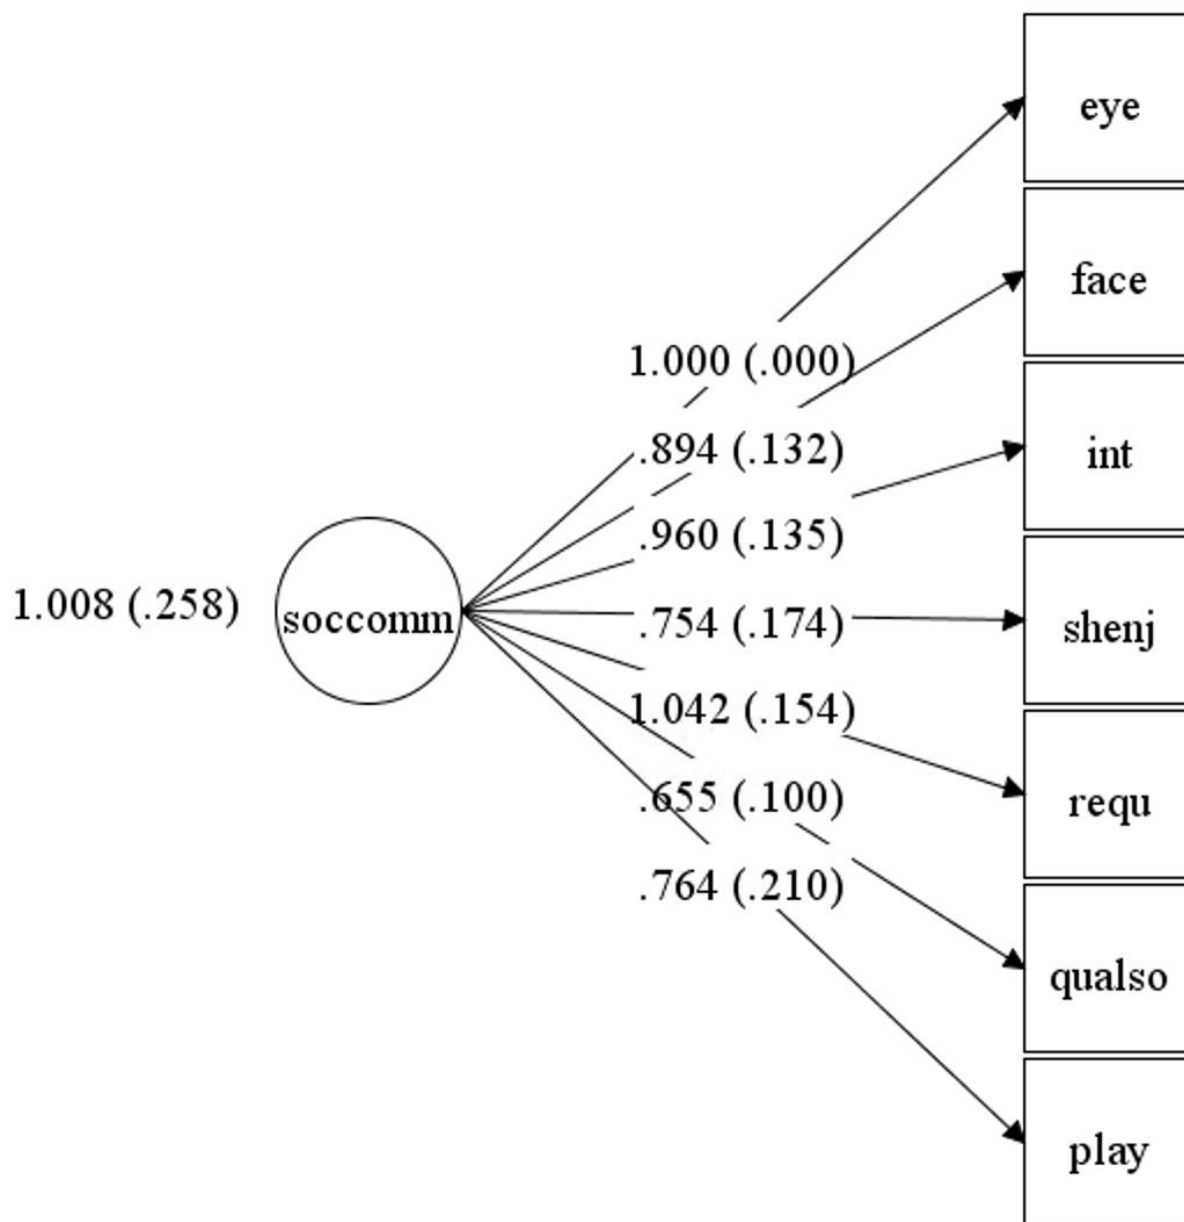 eye
face
1.000 (.000)
.894 (.132)
int
.960 (.135)
1.008 (.258)
soccomm
.754 (.174)
shenj
1.042 (.154)
requ
.655 (.100)
.764 (.210)
qualso
play